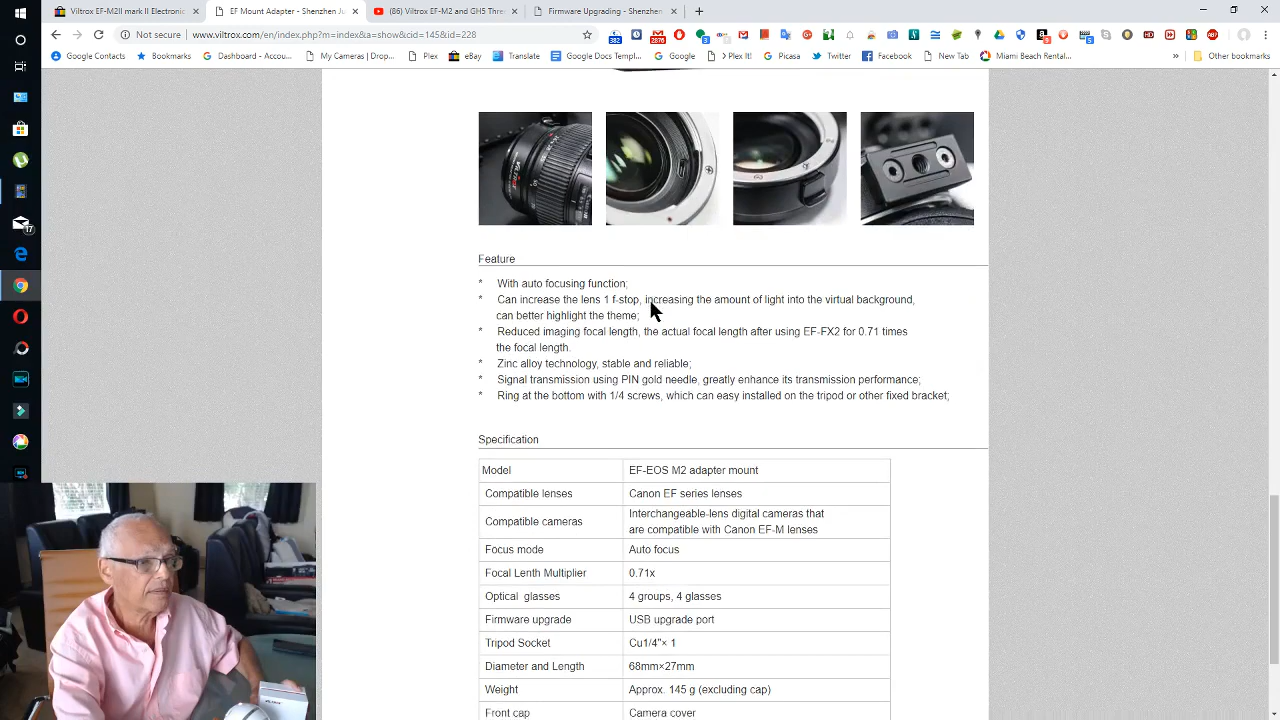 Viltrox EF-M2II mark II Electronic
EF Mount Adapter - Shenzhen Ju
(86) Viltrox EF-M2 and GH5 Three
Firmware Upgrading - Shenzhen
Not secure | www.viltrox.com/en/index.php?m=index&a=show&cid=145&id=228
382
2876
Google Contacts
Bookmarks
Dashboard - Accou...
My Cameras | Drop...
Plex
eBay
Translate
Google Docs Templ...
Google
> Plex It!
Picasa
Twitter
Facebook
New Tab
Miami Beach Rental...
»
Other bookmarks
17
Feature
* With auto focusing function;
* Can increase the lens 1 f-stop, increasing the amount of light into the virtual background,
can better highlight the theme;
* Reduced imaging focal length, the actual focal length after using EF-FX2 for 0.71 times
the focal length.
* Zinc alloy technology, stable and reliable;
* Signal transmission using PIN gold needle, greatly enhance its transmission performance;
* Ring at the bottom with 1/4 screws, which can easy installed on the tripod or other fixed bracket;
Specification
Model EF-EOS M2 adapter mount
Compatible lenses Canon EF series lenses
Compatible cameras Interchangeable-lens digital cameras that
are compatible with Canon EF-M lenses
Focus mode Auto focus
Focal Lenth Multiplier 0.71x
Optical glasses 4 groups, 4 glasses
Firmware upgrade USB upgrade port
Tripod Socket Cu1/4"× 1
Diameter and Length 68mm×27mm
Weight Approx. 145 g (excluding cap)
Front cap Camera cover
VILTROX